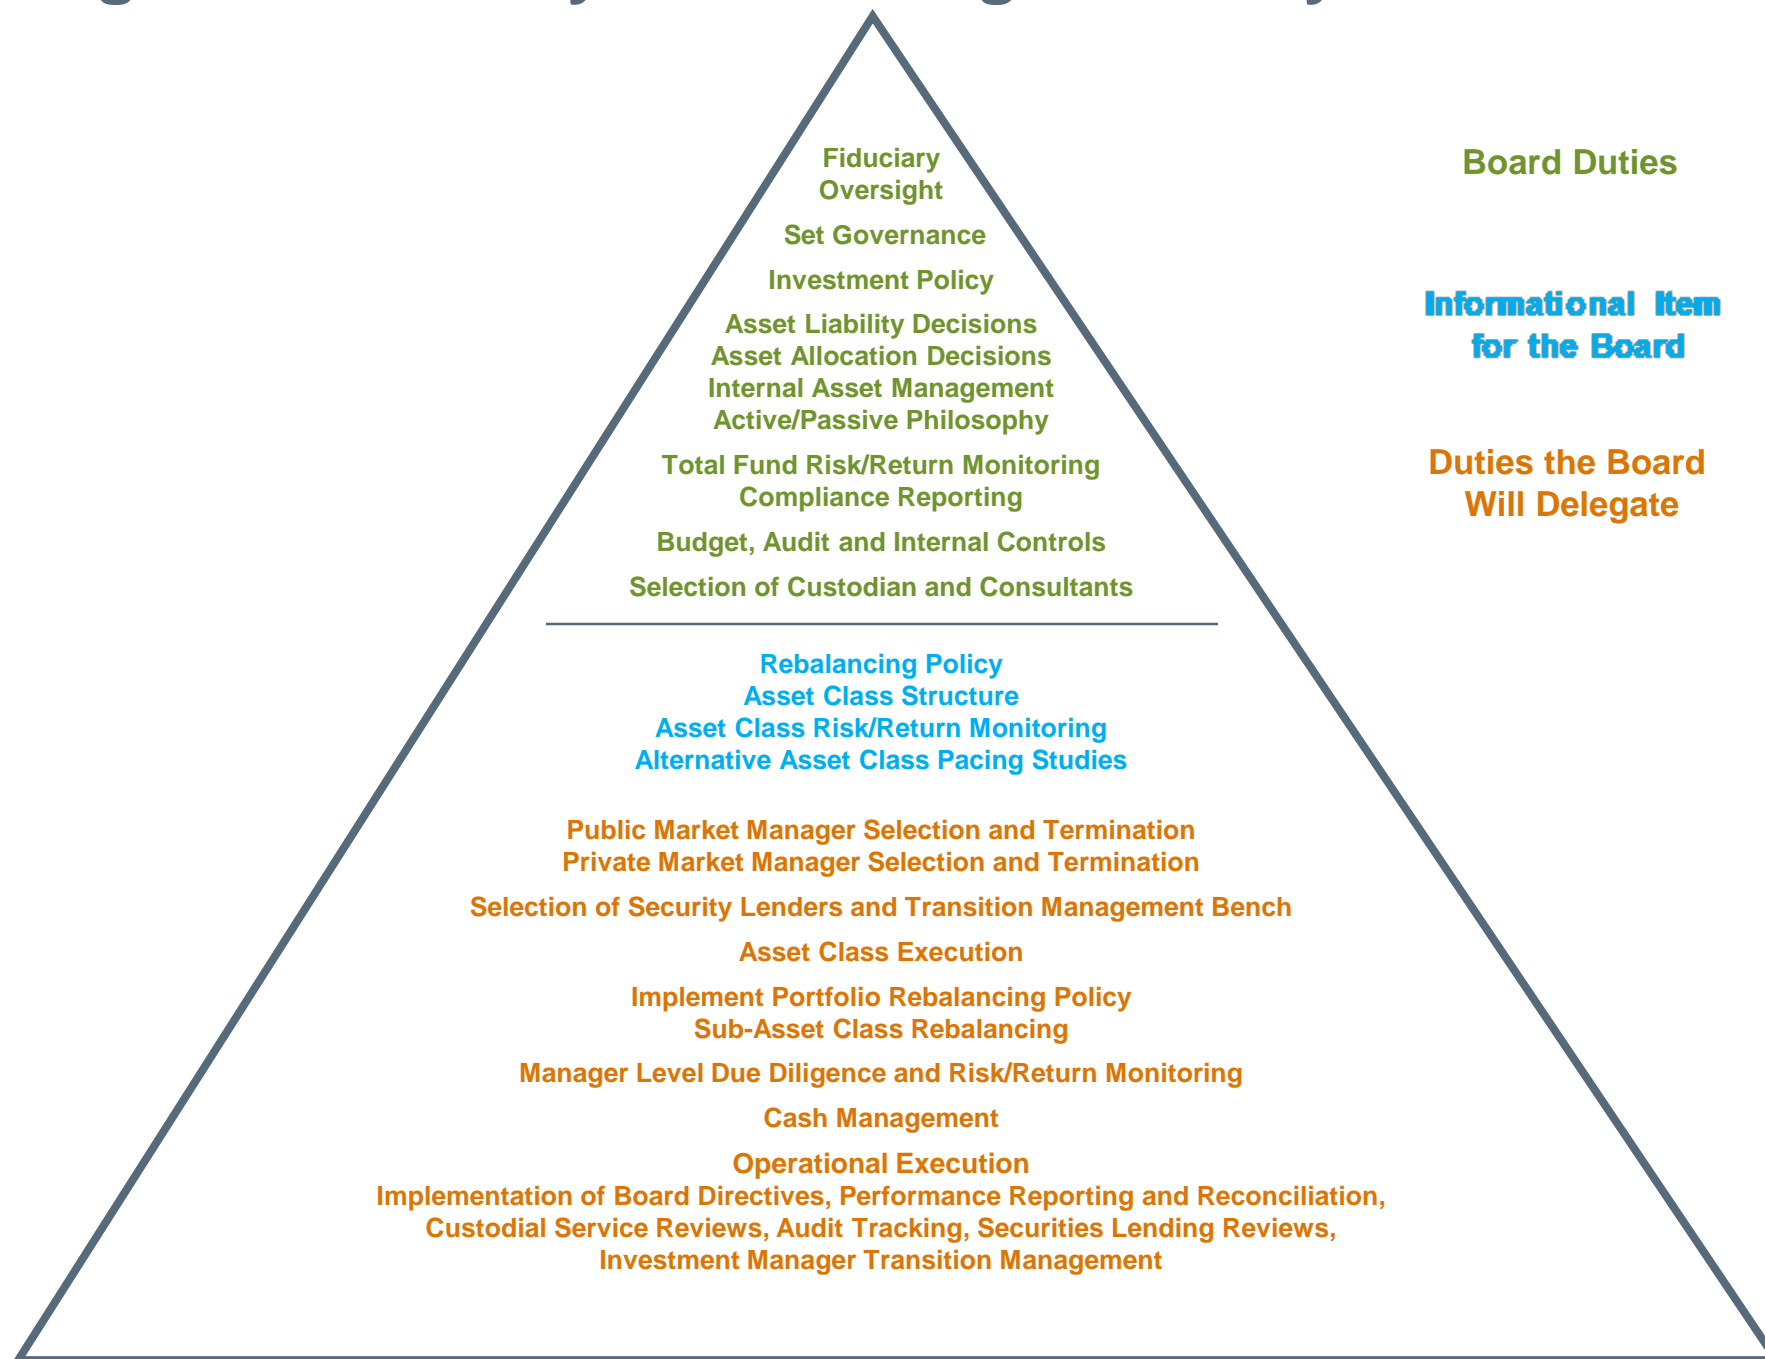 Fiduciary
Oversight
Set Governance
Investment Policy
Asset Liability Decisions
Asset Allocation Decisions
Internal Asset Management
Active/Passive Philosophy
Total Fund Risk/Return Monitoring
Compliance Reporting
Budget, Audit and Internal Controls
Selection of Custodian and Consultants
Rebalancing Policy
Asset Class Structure
Asset Class Risk/Return Monitoring
Alternative Asset Class Pacing Studies
Public Market Manager Selection and Termination
Private Market Manager Selection and Termination
Selection of Security Lenders and Transition Management Bench
Asset Class Execution
Implement Portfolio Rebalancing Policy
Sub-Asset Class Rebalancing
Manager Level Due Diligence and Risk/Return Monitoring
Cash Management
Operational Execution
Implementation of Board Directives, Performance Reporting and Reconciliation,
Custodial Service Reviews, Audit Tracking, Securities Lending Reviews,
Investment Manager Transition Management
Board Duties
Informational Item
for the Board
Duties the Board
Will Delegate